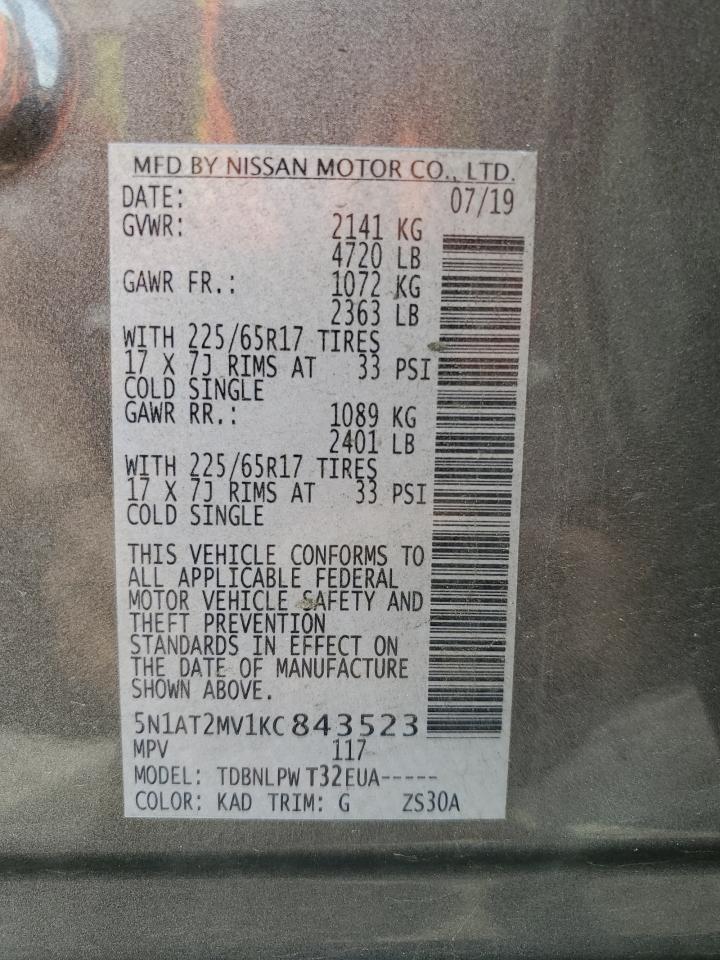 MFD BY NISSAN MOTOR CO., LTD.
DATE: 07/19
GVWR: 2141 KG
4720 LB
GAWR FR.: 1072 KG
2363 LB
WITH 225/65R17 TIRES
17 X 7J RIMS AT 33 PSI
COLD SINGLE
GAWR RR.: 1089 KG
2401 LB
WITH 225/65R17 TIRES
17 X 7J RIMS AT 33 PSI
COLD SINGLE
THIS VEHICLE CONFORMS TO
ALL APPLICABLE FEDERAL
MOTOR VEHICLE SAFETY AND
THEFT PREVENTION
STANDARDS IN EFFECT ON
THE DATE OF MANUFACTURE
SHOWN ABOVE.
5N1AT2MV1KC843523
MPV 117
MODEL: TDBNLPW T32EUA-----
COLOR: KAD TRIM: G ZS30A